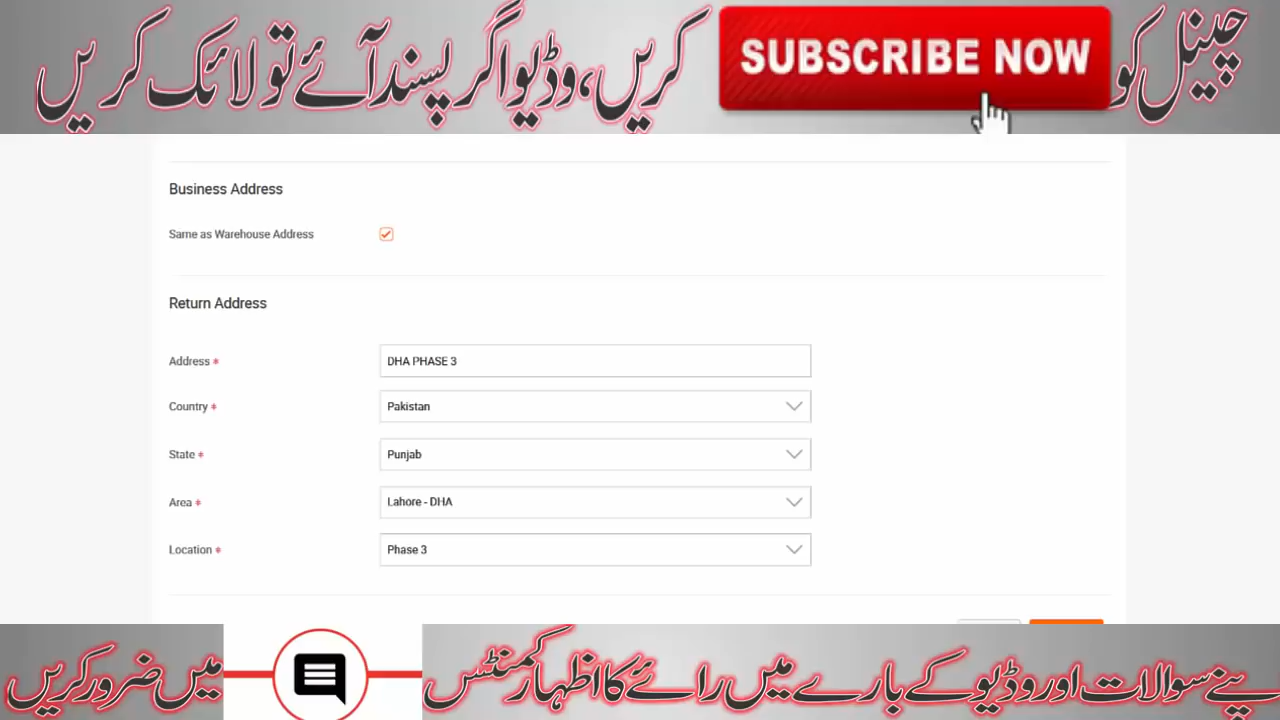 چینل کو SUBSCRIBE NOW کریں، وڈیو اگر پسند آئے تو لائک کریں
Business Address
Same as Warehouse Address
Return Address
Address * DHA PHASE 3
Country * Pakistan
State * Punjab
Area * Lahore - DHA
Location * Phase 3
پنے سوالات اور وڈیو کے بارے میں رائے کا اظہار کمنٹس میں ضرور کریں